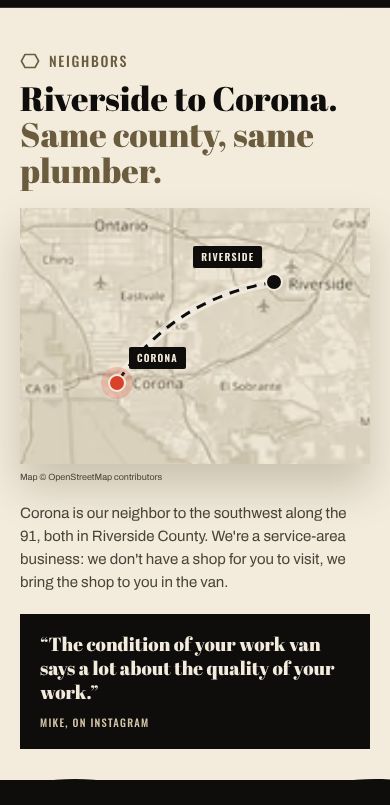 NEIGHBORS
Riverside to Corona.
Same county, same
plumber.
Ontario
Grand
Chino
RIVERSIDE
Riverside
Eastvale
CORONA
Corona
CA 91
El Sobrante
Map © OpenStreetMap contributors
Corona is our neighbor to the southwest along the
91, both in Riverside County. We're a service-area
business: we don't have a shop for you to visit, we
bring the shop to you in the van.
“The condition of your work van
says a lot about the quality of your
work.”
MIKE, ON INSTAGRAM